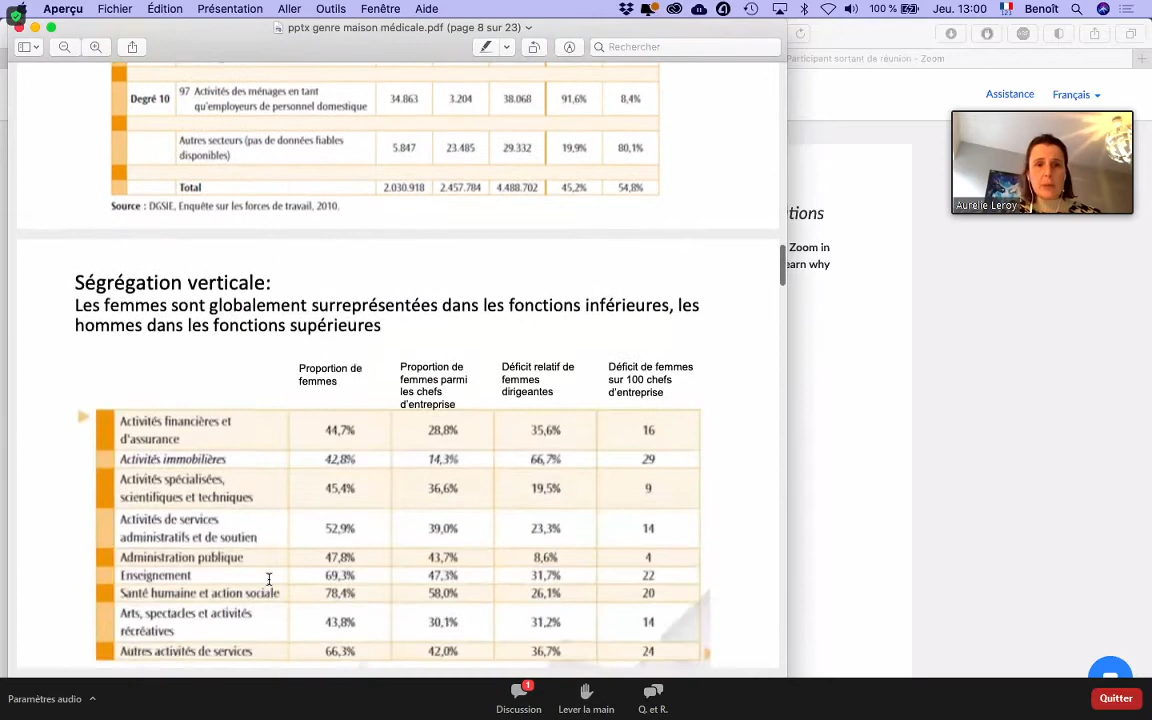 Aperçu Fichier Édition Présentation Aller Outils Fenêtre Aide 100 % Jeu. 13:00 Benoît
pptx genre maison médicale.pdf (page 8 sur 23)
Rechercher
Participant sortant de réunion - Zoom
Assistance Français
Degré 10 97 Activités des ménages en tant qu'employeurs de personnel domestique 34.863 3.204 38.068 91,6% 8,4%
Autres secteurs (pas de données fiables disponibles) 5.847 23.485 29.332 19,9% 80,1%
Total 2.030.918 2.457.784 4.488.702 45,2% 54,8%
Source : DGSIE, Enquête sur les forces de travail, 2010.
Aurélie Leroy
tions
Zoom in
earn why
Ségrégation verticale:
Les femmes sont globalement surreprésentées dans les fonctions inférieures, les
hommes dans les fonctions supérieures
Proportion de femmes
Proportion de femmes parmi les chefs d'entreprise
Déficit relatif de femmes dirigeantes
Déficit de femmes sur 100 chefs d'entreprise
Activités financières et d'assurance 44,7% 28,8% 35,6% 16
Activités immobilières 42,8% 14,3% 66,7% 29
Activités spécialisées, scientifiques et techniques 45,4% 36,6% 19,5% 9
Activités de services administratifs et de soutien 52,9% 39,0% 23,3% 14
Administration publique 47,8% 43,7% 8,6% 4
Enseignement 69,3% 47,3% 31,7% 22
Santé humaine et action sociale 78,4% 58,0% 26,1% 20
Arts, spectacles et activités récréatives 43,8% 30,1% 31,2% 14
Autres activités de services 66,3% 42,0% 36,7% 24
Paramètres audio
1
Discussion
Lever la main
Q. et R.
Quitter